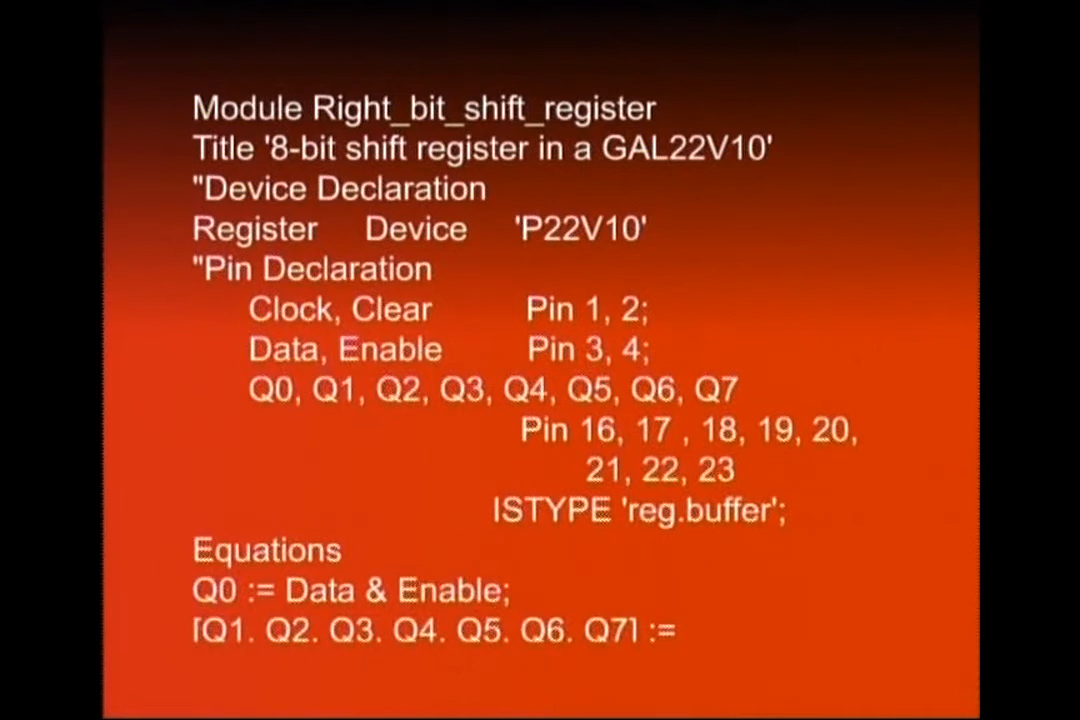 Module Right_bit_shift_register
Title '8-bit shift register in a GAL22V10'
"Device Declaration
Register Device 'P22V10'
"Pin Declaration
Clock, Clear Pin 1, 2;
Data, Enable Pin 3, 4;
Q0, Q1, Q2, Q3, Q4, Q5, Q6, Q7
Pin 16, 17 , 18, 19, 20,
21, 22, 23
ISTYPE 'reg.buffer';
Equations
Q0 := Data & Enable;
[Q1. Q2. Q3. Q4. Q5. Q6. Q7] :=